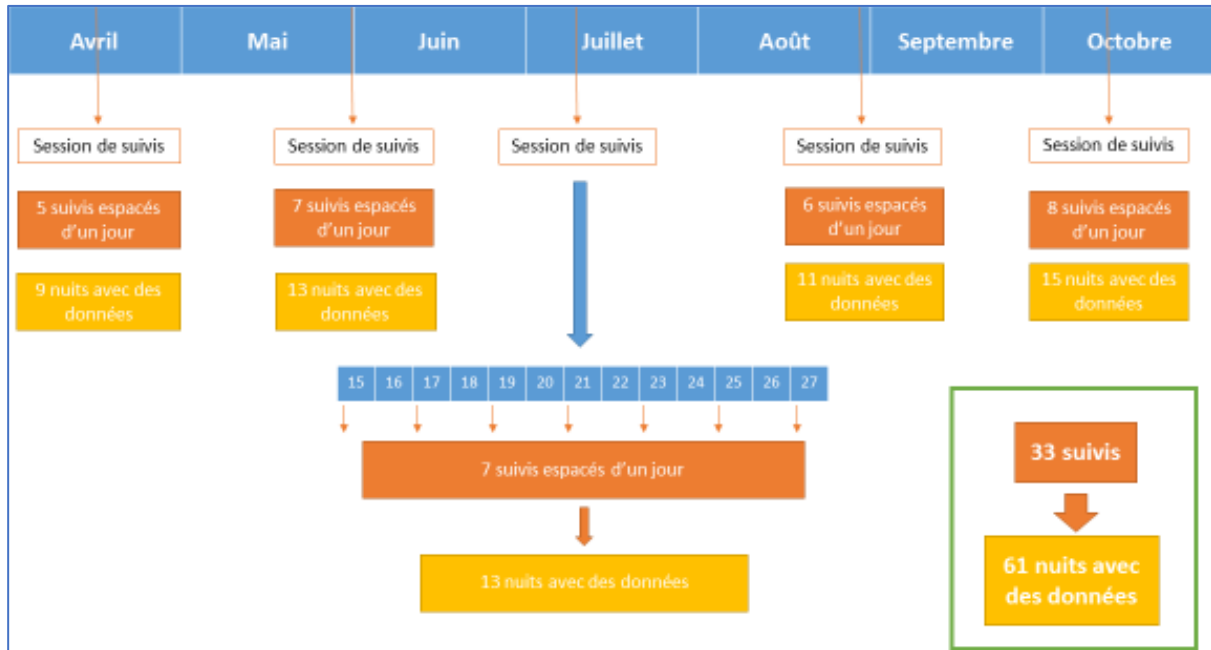 Avril Mai Juin Juillet Août Septembre Octobre
Session de suivis
Session de suivis
Session de suivis
Session de suivis
Session de suivis
5 suivis espacés
d'un jour
7 suivis espacés
d'un jour
6 suivis espacés
d'un jour
8 suivis espacés
d'un jour
9 nuits avec des
données
13 nuits avec des
données
11 nuits avec des
données
15 nuits avec des
données
15 16 17 18 19 20 21 22 23 24 25 26 27
7 suivis espacés d'un jour
13 nuits avec des données
33 suivis
61 nuits avec
des données